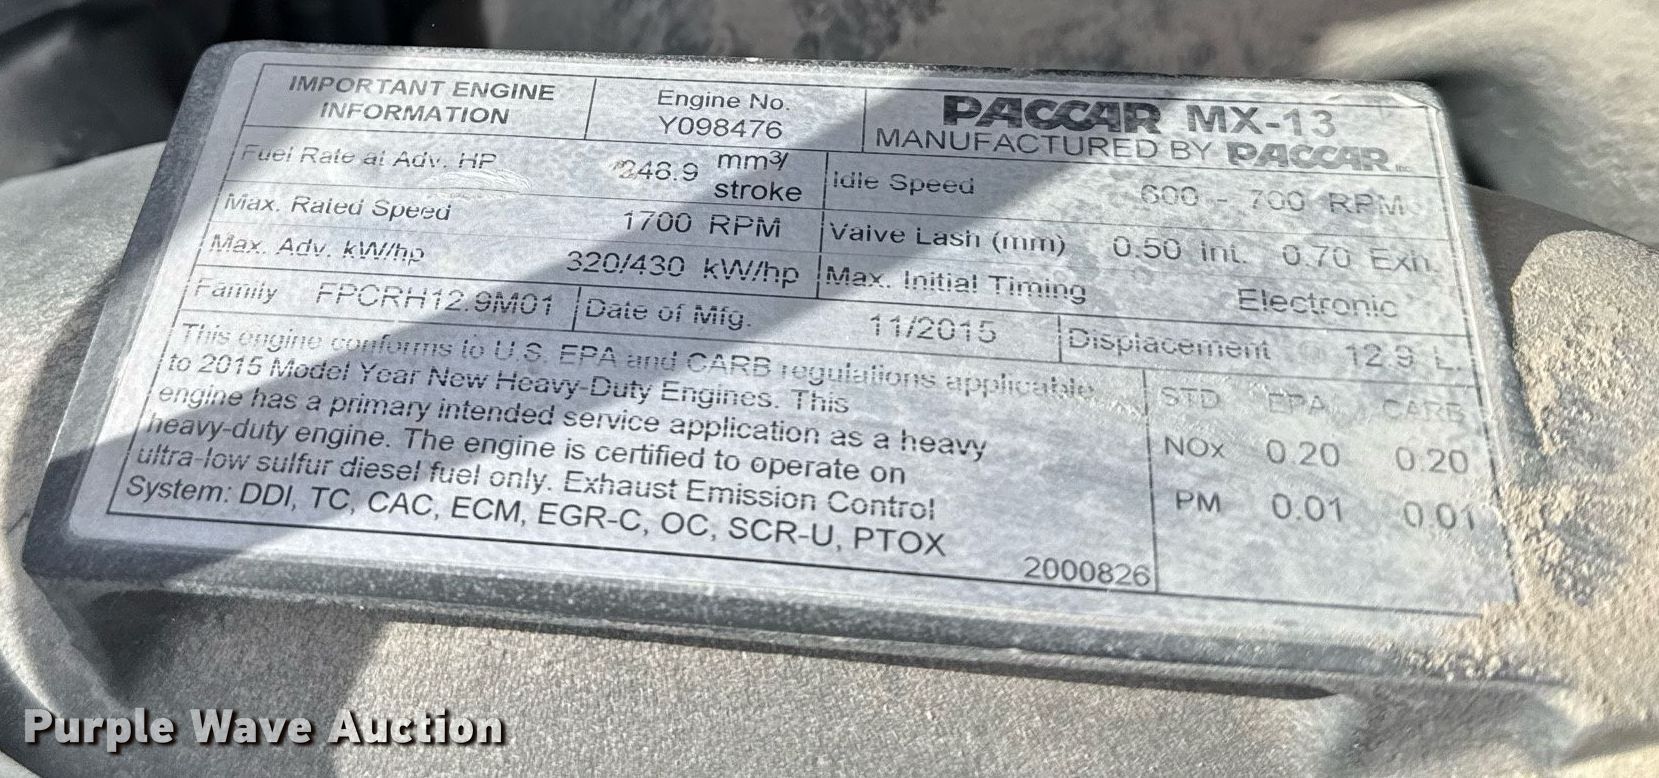 IMPORTANT ENGINE
INFORMATION
Engine No.
Y098476
PACCAR MX-13
MANUFACTURED BY PACCAR INC.
Fuel Rate at Adv. HP 248.9 mm3/
stroke
Idle Speed 600 - 700 RPM
Max. Rated Speed 1700 RPM
Valve Lash (mm) 0.50 Int. 0.70 Exh.
Max. Adv. kW/hp 320/430 kW/hp
Max. Initial Timing Electronic
Family FPCRH12.9M01
Date of Mfg. 11/2015
Displacement 12.9 L.
This engine conforms to U.S. EPA and CARB regulations applicable
to 2015 Model Year New Heavy-Duty Engines. This
engine has a primary intended service application as a heavy
heavy-duty engine. The engine is certified to operate on
ultra-low sulfur diesel fuel only. Exhaust Emission Control
System: DDI, TC, CAC, ECM, EGR-C, OC, SCR-U, PTOX
2000826
STD EPA CARB
NOx 0.20 0.20
PM 0.01 0.01
Purple Wave Auction